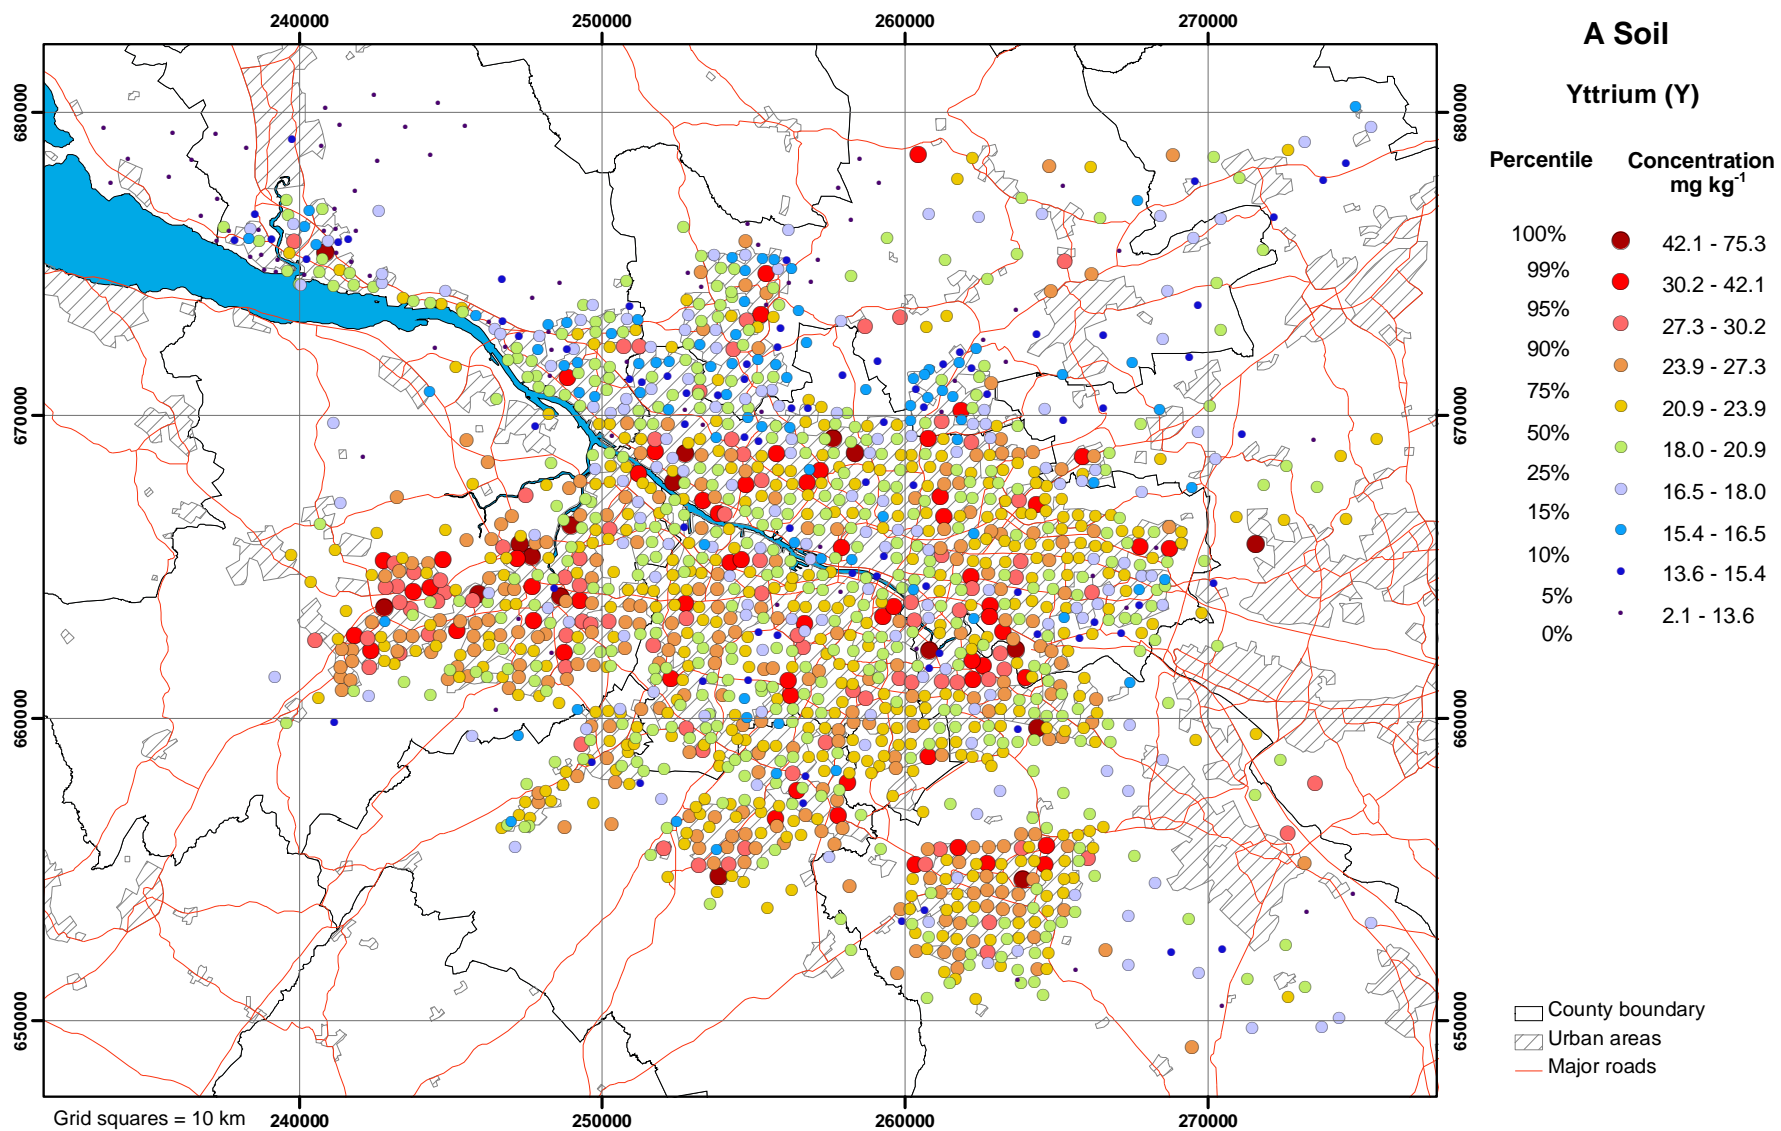 240000 250000 260000 270000
A Soil
Yttrium (Y)
680000 680000
Percentile Concentration
mg kg-1
100%
42.1 - 75.3
99%
30.2 - 42.1
95%
27.3 - 30.2
90%
23.9 - 27.3
75%
20.9 - 23.9
50%
18.0 - 20.9
25%
16.5 - 18.0
15%
15.4 - 16.5
10%
13.6 - 15.4
5%
2.1 - 13.6
0%
670000 670000
660000 660000
650000 650000
County boundary
Urban areas
Major roads
Grid squares = 10 km
240000 250000 260000 270000